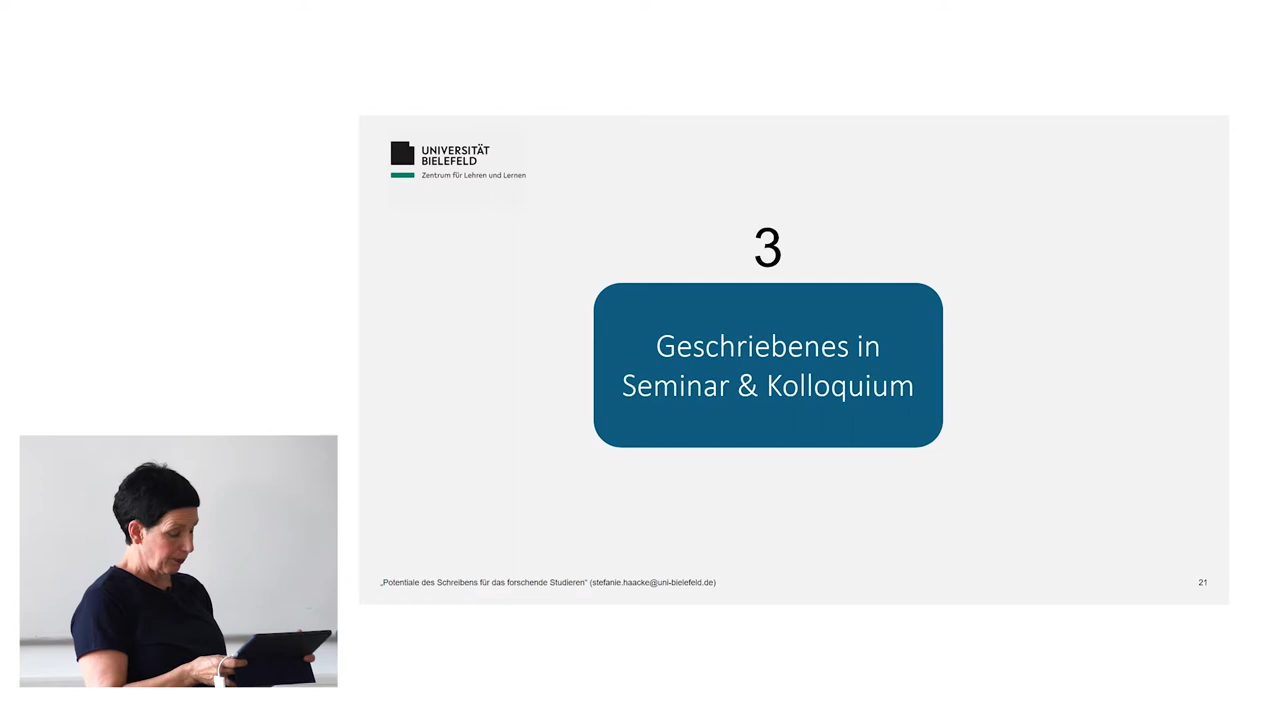 UNIVERSITÄT
BIELEFELD
Zentrum für Lehren und Lernen
3
Geschriebenes in
Seminar & Kolloquium
„Potentiale des Schreibens für das forschende Studieren“ (stefanie.haacke@uni-bielefeld.de)
21